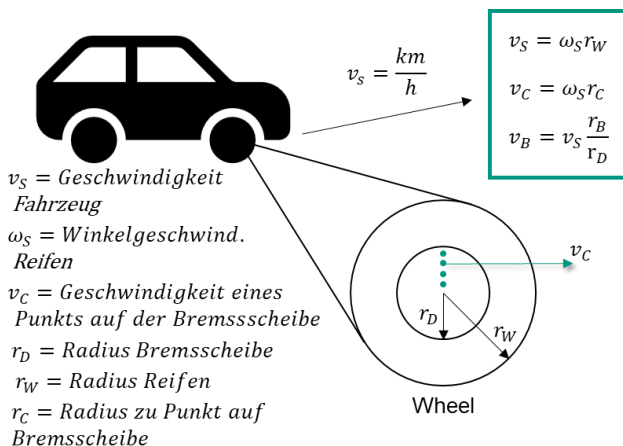 v_s = km/h
v_S = ω_S r_W
v_C = ω_S r_C
v_B = v_S r_B/r_D
v_S = Geschwindigkeit
Fahrzeug
ω_S = Winkelgeschwind.
Reifen
v_C = Geschwindigkeit eines
Punkts auf der Bremssscheibe
r_D = Radius Bremsscheibe
r_W = Radius Reifen
r_C = Radius zu Punkt auf
Bremsscheibe
v_C
r_D
r_W
Wheel